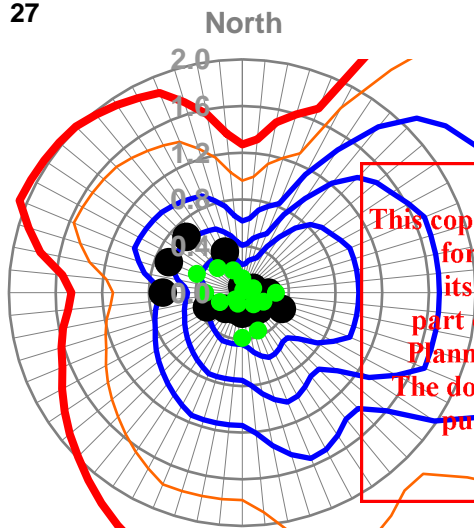 27
North
2.0
1.6
1.2
0.8
0.4
0.0
This cop
for
its
part
Plann
The do
pu